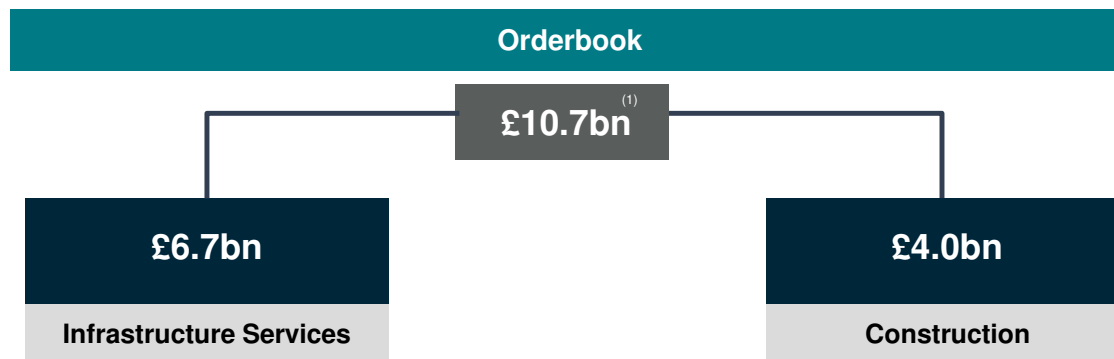 Orderbook
£10.7bn (1)
£6.7bn
£4.0bn
Infrastructure Services
Construction